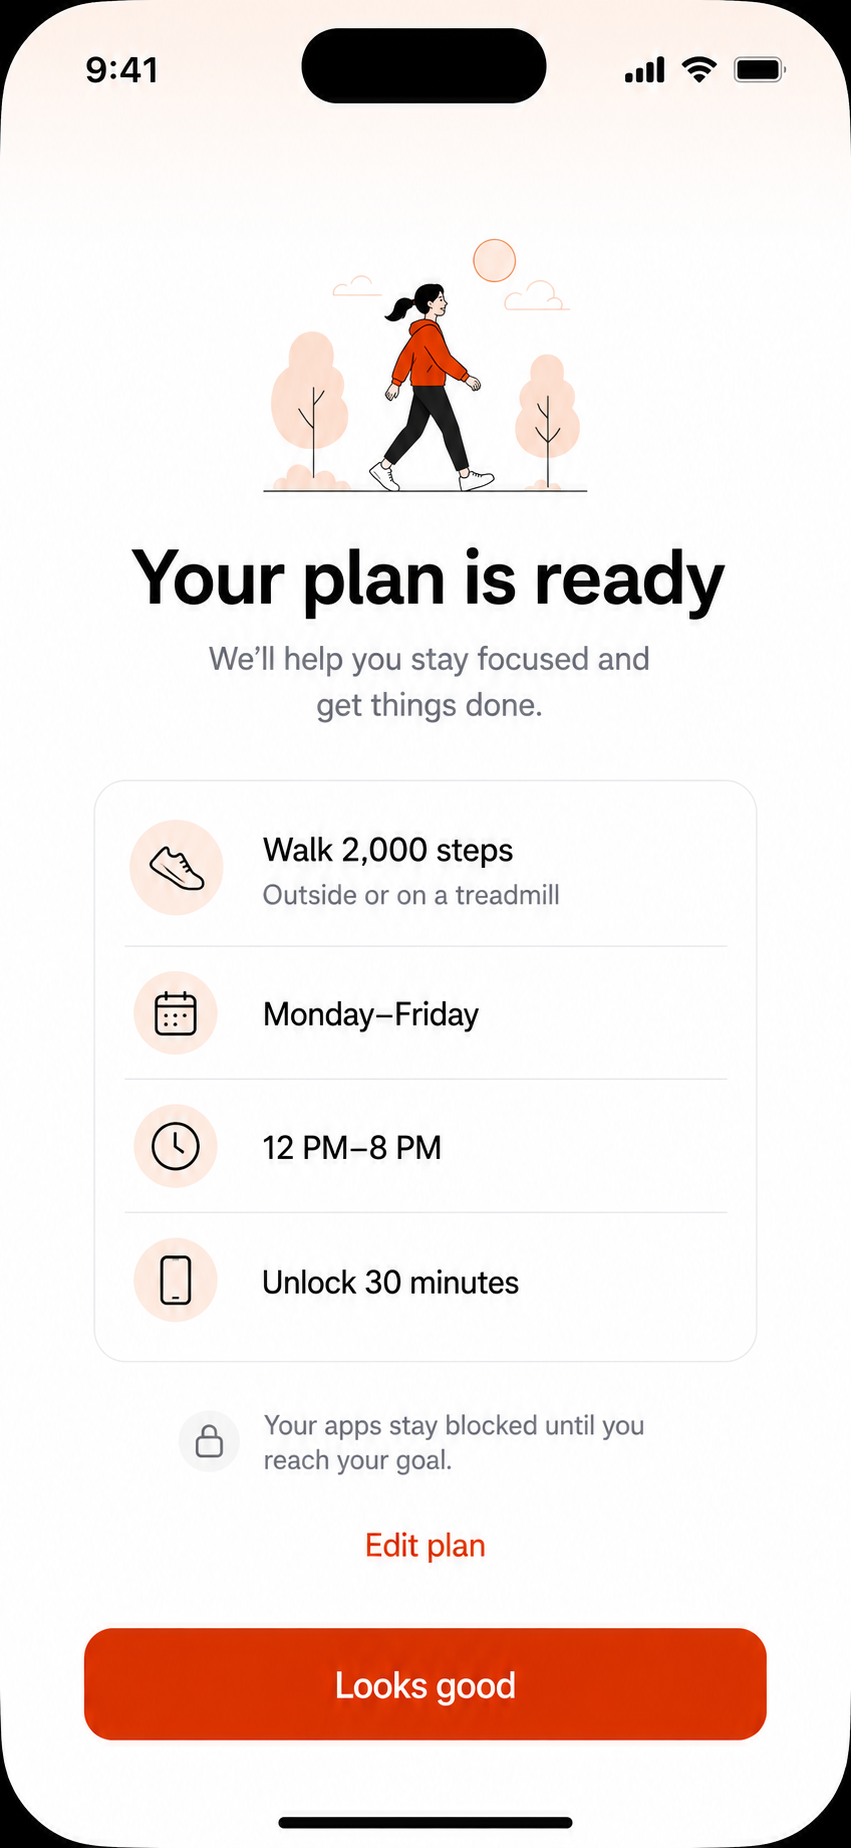 9:41
Your plan is ready
We’ll help you stay focused and
get things done.
Walk 2,000 steps
Outside or on a treadmill
Monday–Friday
12 PM–8 PM
Unlock 30 minutes
Your apps stay blocked until you
reach your goal.
Edit plan
Looks good